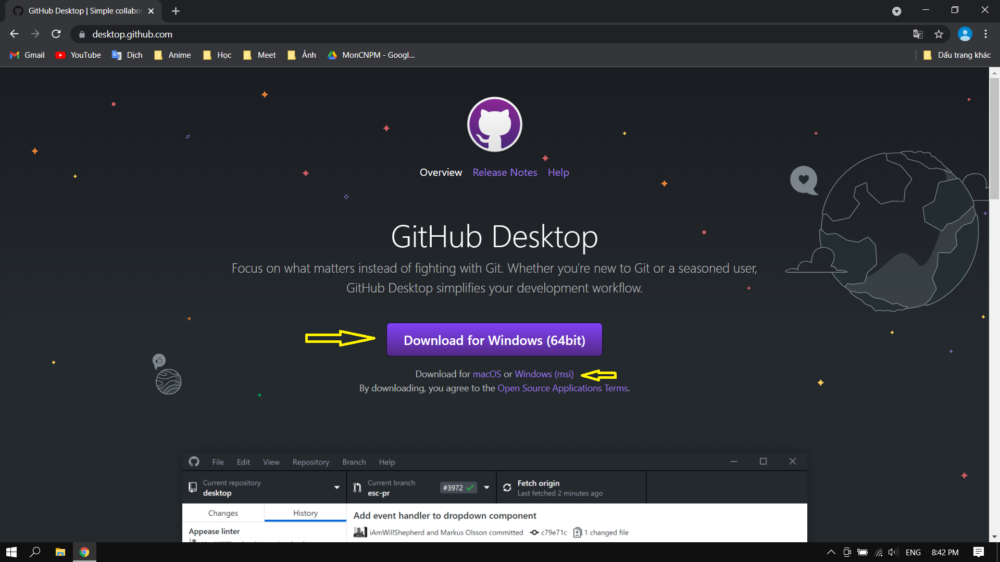 GitHub Desktop | Simple collabor
desktop.github.com
Gmail YouTube Dịch Anime Học Meet Ảnh MonCNPM - Googl... Dấu trang khác
Overview Release Notes Help
GitHub Desktop
Focus on what matters instead of fighting with Git. Whether you're new to Git or a seasoned user,
GitHub Desktop simplifies your development workflow.
Download for Windows (64bit)
Download for macOS or Windows (msi)
By downloading, you agree to the Open Source Applications Terms.
File Edit View Repository Branch Help
Current repository
desktop
Current branch
esc-pr
#3972
Fetch origin
Last fetched 2 minutes ago
Changes History
Add event handler to dropdown component
iAmWillShepherd and Markus Olsson committed c79e71c 1 changed file
Appease linter
ENG 8:42 PM